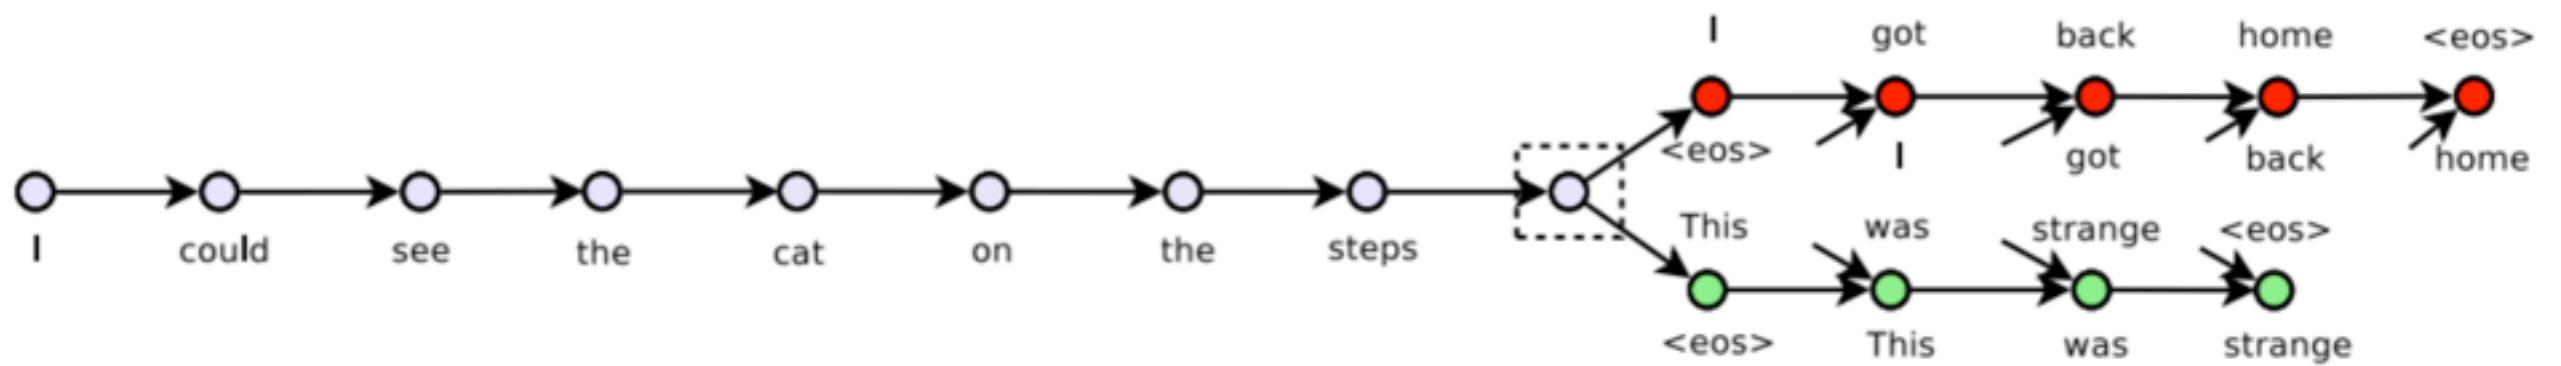 I got back home <eos>
<eos> I got back home
I could see the cat on the steps
This was strange <eos>
<eos> This was strange